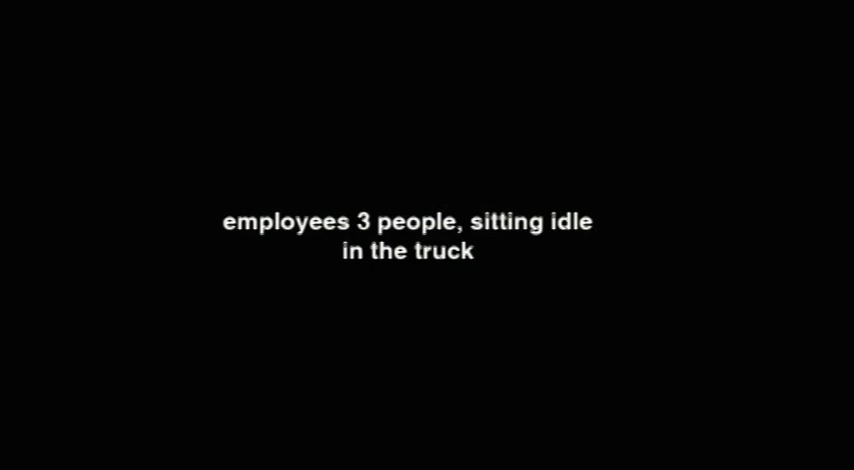 employees 3 people, sitting idle
in the truck